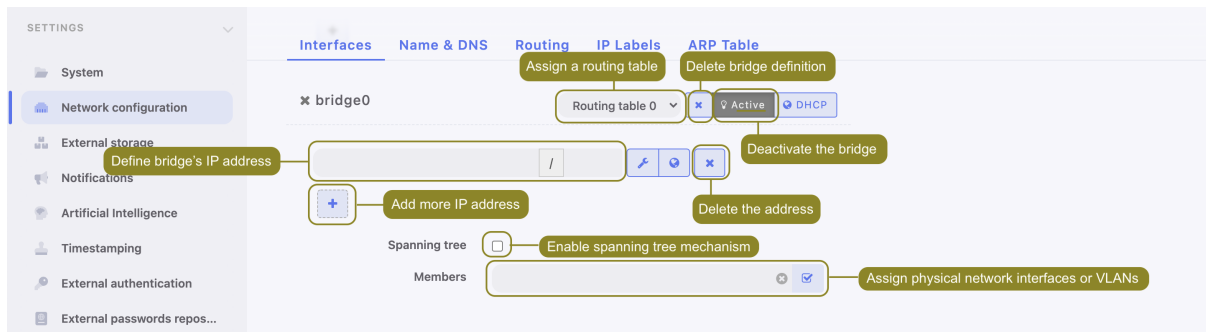 SETTINGS
Interfaces
Name & DNS
Routing
IP Labels
ARP Table
Assign a routing table
Delete bridge definition
System
bridge0
Routing table 0
Active
DHCP
Network configuration
External storage
Deactivate the bridge
Define bridge's IP address
/
Notifications
Add more IP address
Delete the address
Artificial Intelligence
Spanning tree
Enable spanning tree mechanism
Timestamping
Members
Assign physical network interfaces or VLANs
External authentication
External passwords repos...